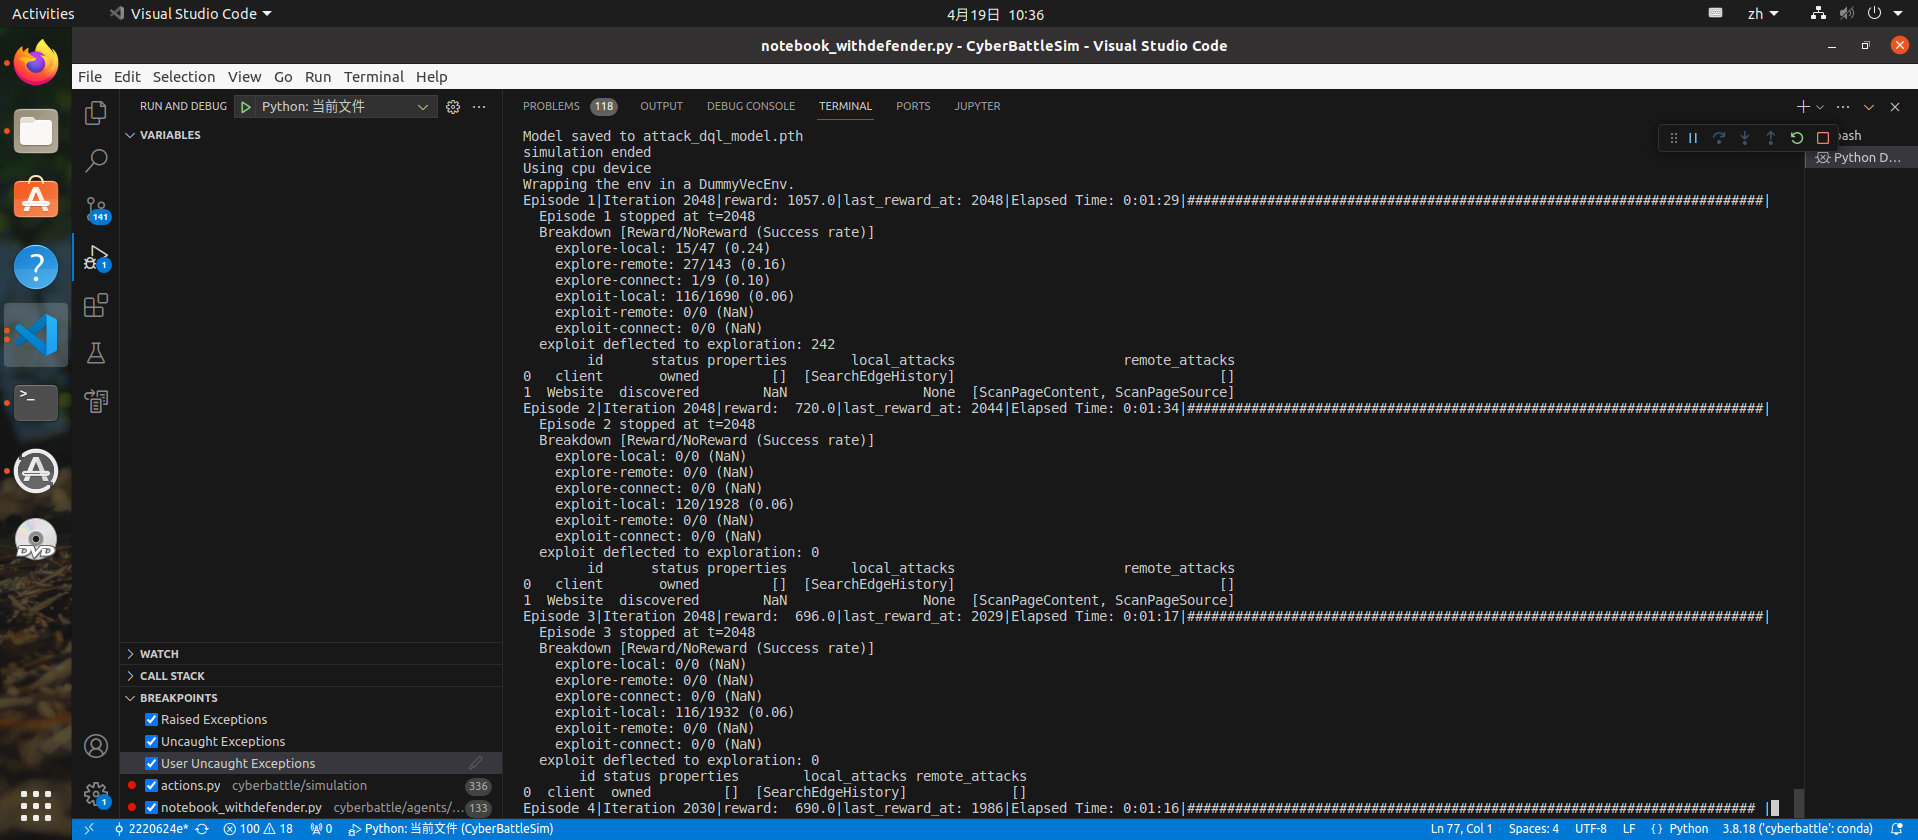 Activities Visual Studio Code 4月19日 10:36 zh
notebook_withdefender.py - CyberBattleSim - Visual Studio Code
File Edit Selection View Go Run Terminal Help
RUN AND DEBUG Python: 当前文件
VARIABLES
141
1
WATCH
CALL STACK
BREAKPOINTS
Raised Exceptions
Uncaught Exceptions
User Uncaught Exceptions
actions.py cyberbattle/simulation 336
notebook_withdefender.py cyberbattle/agents/... 133
1
DVD
PROBLEMS 118 OUTPUT DEBUG CONSOLE TERMINAL PORTS JUPYTER
Model saved to attack_dql_model.pth
simulation ended
Using cpu device
Wrapping the env in a DummyVecEnv.
Episode 1|Iteration 2048|reward: 1057.0|last_reward_at: 2048|Elapsed Time: 0:01:29|########################################################################|
Episode 1 stopped at t=2048
Breakdown [Reward/NoReward (Success rate)]
explore-local: 15/47 (0.24)
explore-remote: 27/143 (0.16)
explore-connect: 1/9 (0.10)
exploit-local: 116/1690 (0.06)
exploit-remote: 0/0 (NaN)
exploit-connect: 0/0 (NaN)
exploit deflected to exploration: 242
id status properties local_attacks remote_attacks
0 client owned [] [SearchEdgeHistory] []
1 Website discovered NaN None [ScanPageContent, ScanPageSource]
Episode 2|Iteration 2048|reward: 720.0|last_reward_at: 2044|Elapsed Time: 0:01:34|########################################################################|
Episode 2 stopped at t=2048
Breakdown [Reward/NoReward (Success rate)]
explore-local: 0/0 (NaN)
explore-remote: 0/0 (NaN)
explore-connect: 0/0 (NaN)
exploit-local: 120/1928 (0.06)
exploit-remote: 0/0 (NaN)
exploit-connect: 0/0 (NaN)
exploit deflected to exploration: 0
id status properties local_attacks remote_attacks
0 client owned [] [SearchEdgeHistory] []
1 Website discovered NaN None [ScanPageContent, ScanPageSource]
Episode 3|Iteration 2048|reward: 696.0|last_reward_at: 2029|Elapsed Time: 0:01:17|########################################################################|
Episode 3 stopped at t=2048
Breakdown [Reward/NoReward (Success rate)]
explore-local: 0/0 (NaN)
explore-remote: 0/0 (NaN)
explore-connect: 0/0 (NaN)
exploit-local: 116/1932 (0.06)
exploit-remote: 0/0 (NaN)
exploit-connect: 0/0 (NaN)
exploit deflected to exploration: 0
id status properties local_attacks remote_attacks
0 client owned [] [SearchEdgeHistory] []
Episode 4|Iteration 2030|reward: 690.0|last_reward_at: 1986|Elapsed Time: 0:01:16|####################################################################### |
ash
Python D...
2220624e* 100 18 0 Python: 当前文件 (CyberBattleSim) Ln 77, Col 1 Spaces: 4 UTF-8 LF Python 3.8.18 ('cyberbattle': conda)